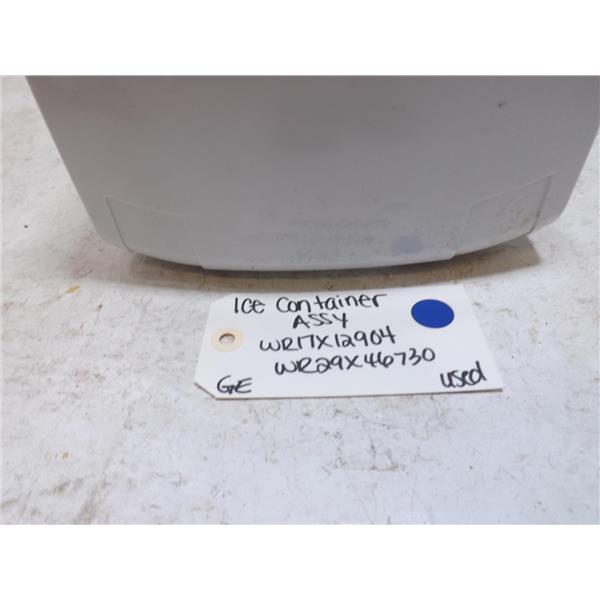 Ice Container
ASSY
WR17X12904
WR29X46730
GE used